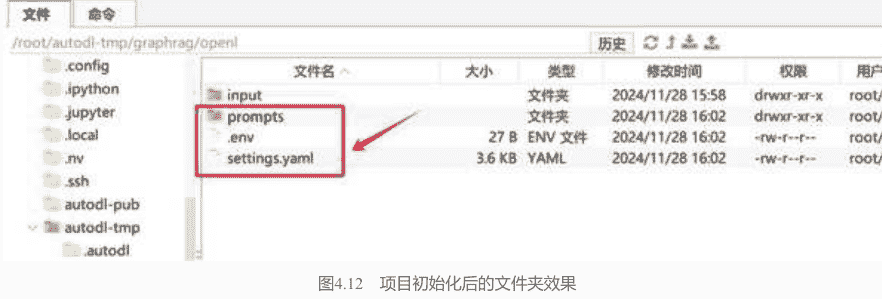 文件 命令
/root/autodl-tmp/graphrag/openl 历史
.config
.ipython
.jupyter
.local
.nv
.ssh
autodl-pub
autodl-tmp
.autodl
文件名 大小 类型 修改时间 权限 用户
input 文件夹 2024/11/28 15:58 drwxr-xr-x root/
prompts 文件夹 2024/11/28 16:02 drwxr-xr-x root/
.env 27 B ENV 文件 2024/11/28 16:02 -rw-r--r-- root/
settings.yaml 3.6 KB YAML 2024/11/28 16:02 -rw-r--r-- root/
图4.12 项目初始化后的文件夹效果